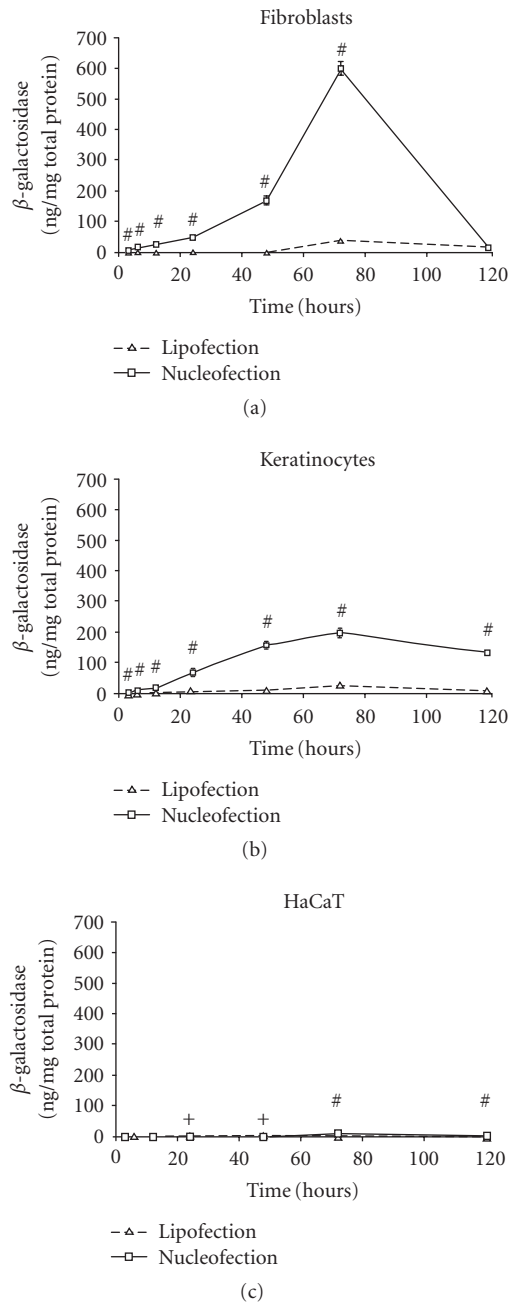 Fibroblasts
700
600
500
400
300
200
100
0
β-galactosidase
(ng/mg total protein)
# # # # # #
0 20 40 60 80 100 120
Time (hours)
Lipofection
Nucleofection
(a)
Keratinocytes
700
600
500
400
300
200
100
0
β-galactosidase
(ng/mg total protein)
# # # # # # #
0 20 40 60 80 100 120
Time (hours)
Lipofection
Nucleofection
(b)
HaCaT
700
600
500
400
300
200
100
0
β-galactosidase
(ng/mg total protein)
+ + # #
0 20 40 60 80 100 120
Time (hours)
Lipofection
Nucleofection
(c)